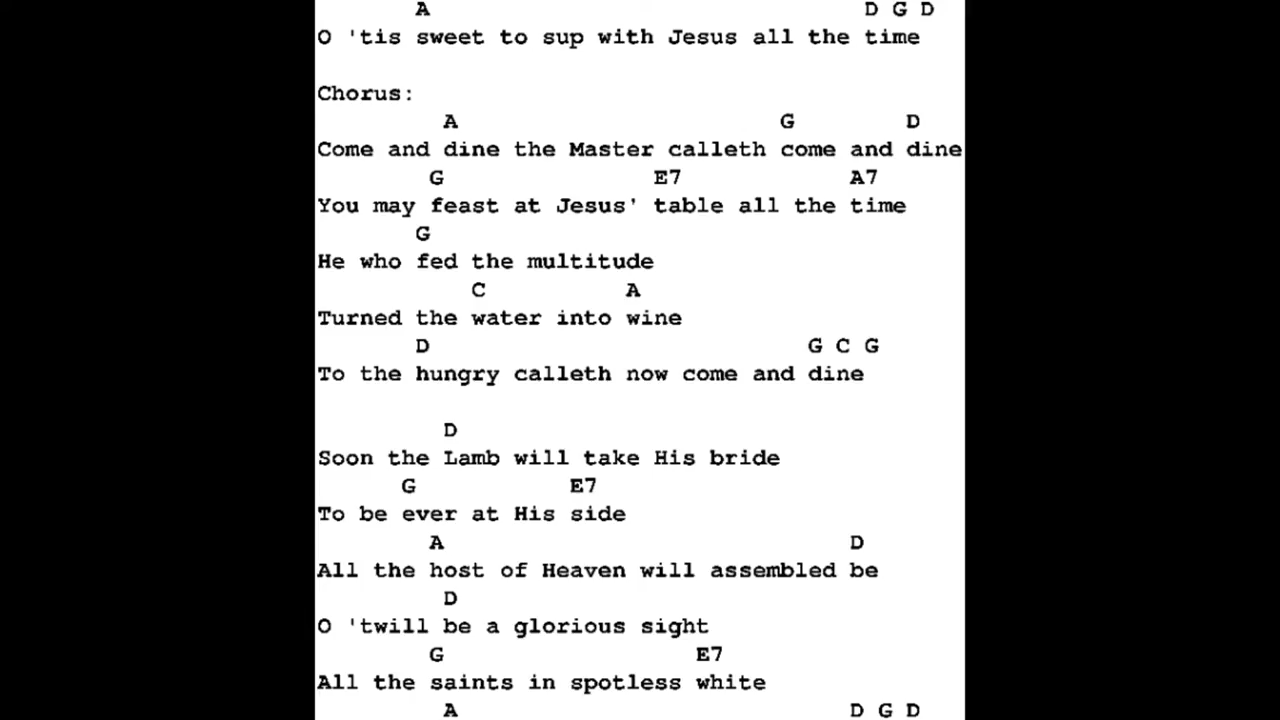 A D G D
O 'tis sweet to sup with Jesus all the time
Chorus:
A G D
Come and dine the Master calleth come and dine
G E7 A7
You may feast at Jesus' table all the time
G
He who fed the multitude
C A
Turned the water into wine
D G C G
To the hungry calleth now come and dine
D
Soon the Lamb will take His bride
G E7
To be ever at His side
A D
All the host of Heaven will assembled be
D
O 'twill be a glorious sight
G E7
All the saints in spotless white
A D G D